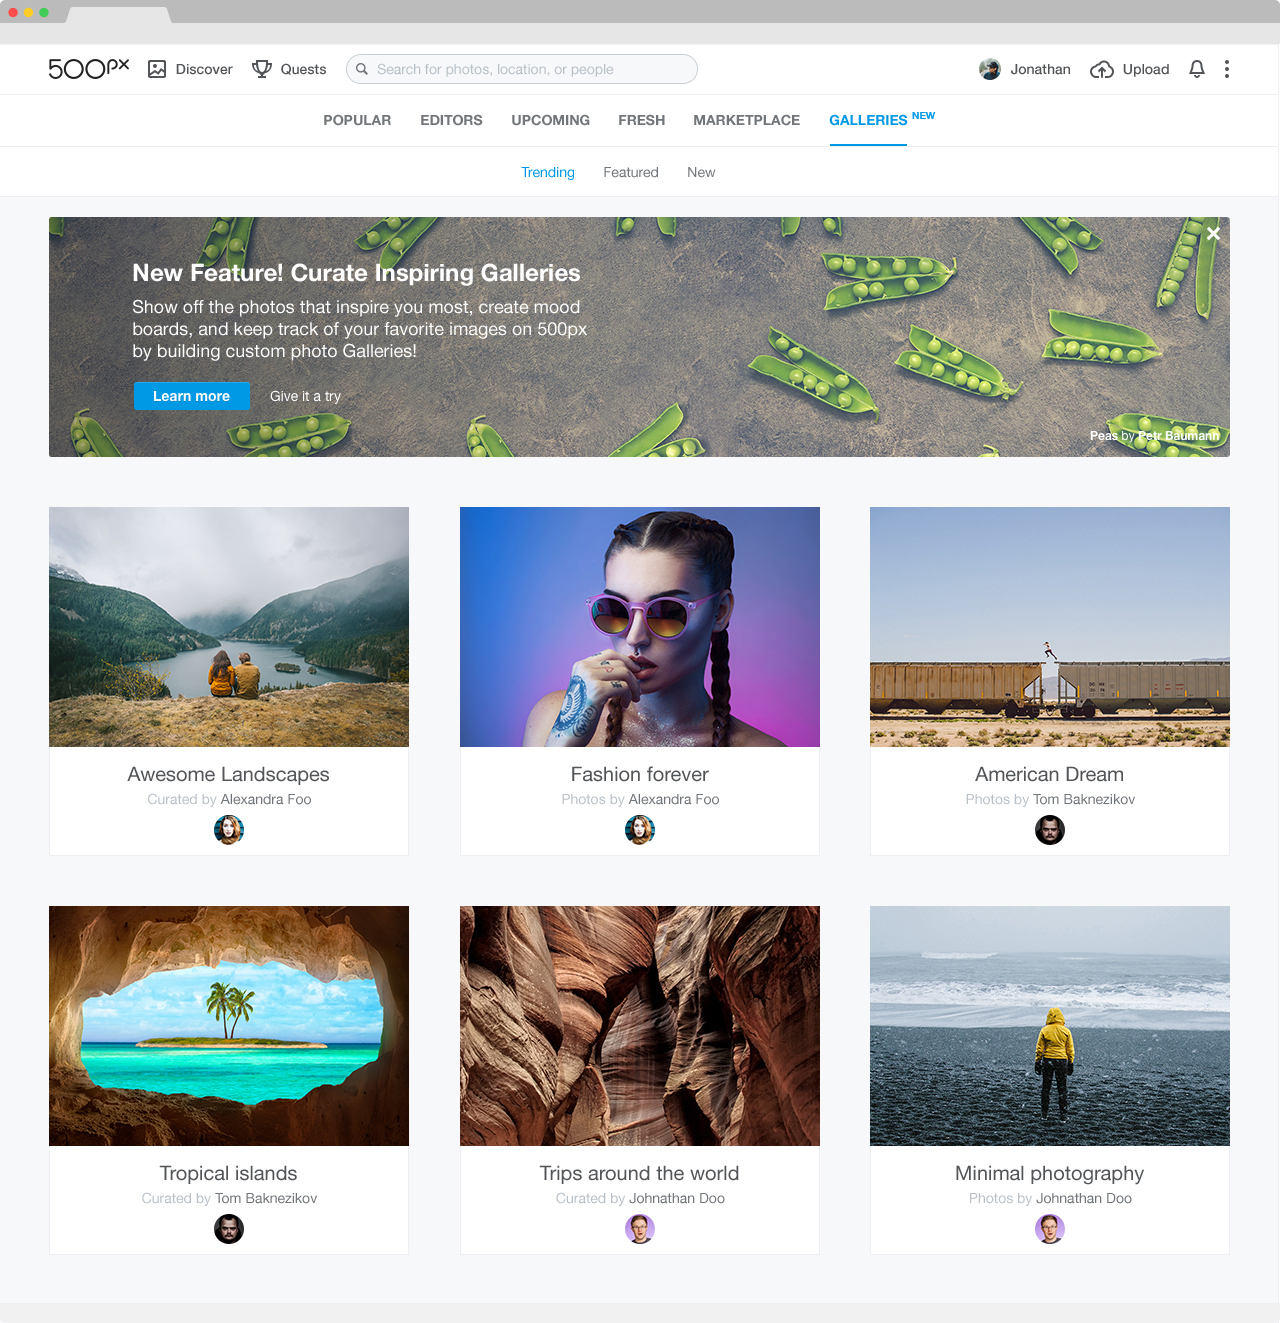 500px Discover Quests Search for photos, location, or people Jonathan Upload
POPULAR EDITORS UPCOMING FRESH MARKETPLACE GALLERIES NEW
Trending Featured New
New Feature! Curate Inspiring Galleries
Show off the photos that inspire you most, create mood
boards, and keep track of your favorite images on 500px
by building custom photo Galleries!
Learn more Give it a try
Peas by Petr Baumann
Awesome Landscapes
Curated by Alexandra Foo
Fashion forever
Photos by Alexandra Foo
American Dream
Photos by Tom Baknezikov
Tropical islands
Curated by Tom Baknezikov
Trips around the world
Curated by Johnathan Doo
Minimal photography
Photos by Johnathan Doo